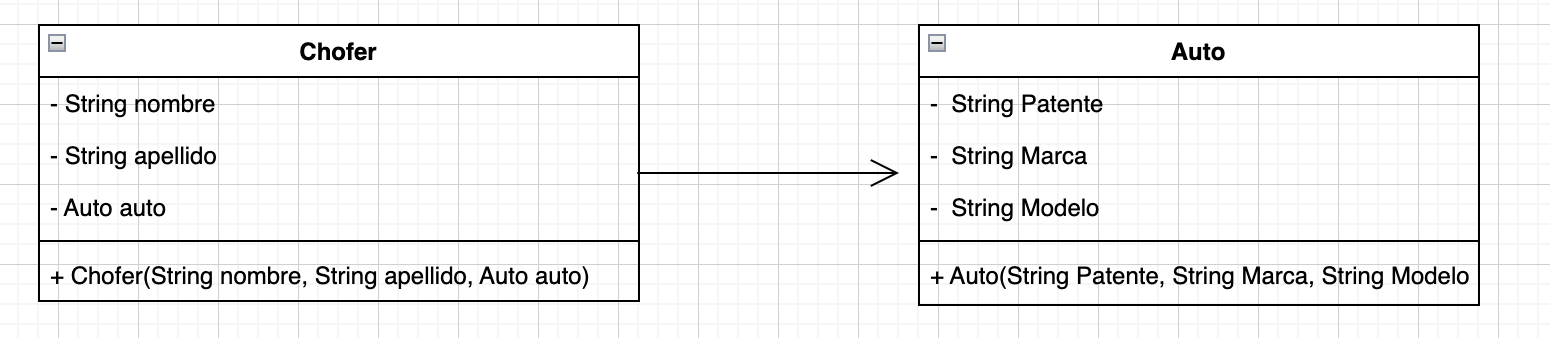 Chofer
- String nombre
- String apellido
- Auto auto
+ Chofer(String nombre, String apellido, Auto auto)
Auto
- String Patente
- String Marca
- String Modelo
+ Auto(String Patente, String Marca, String Modelo